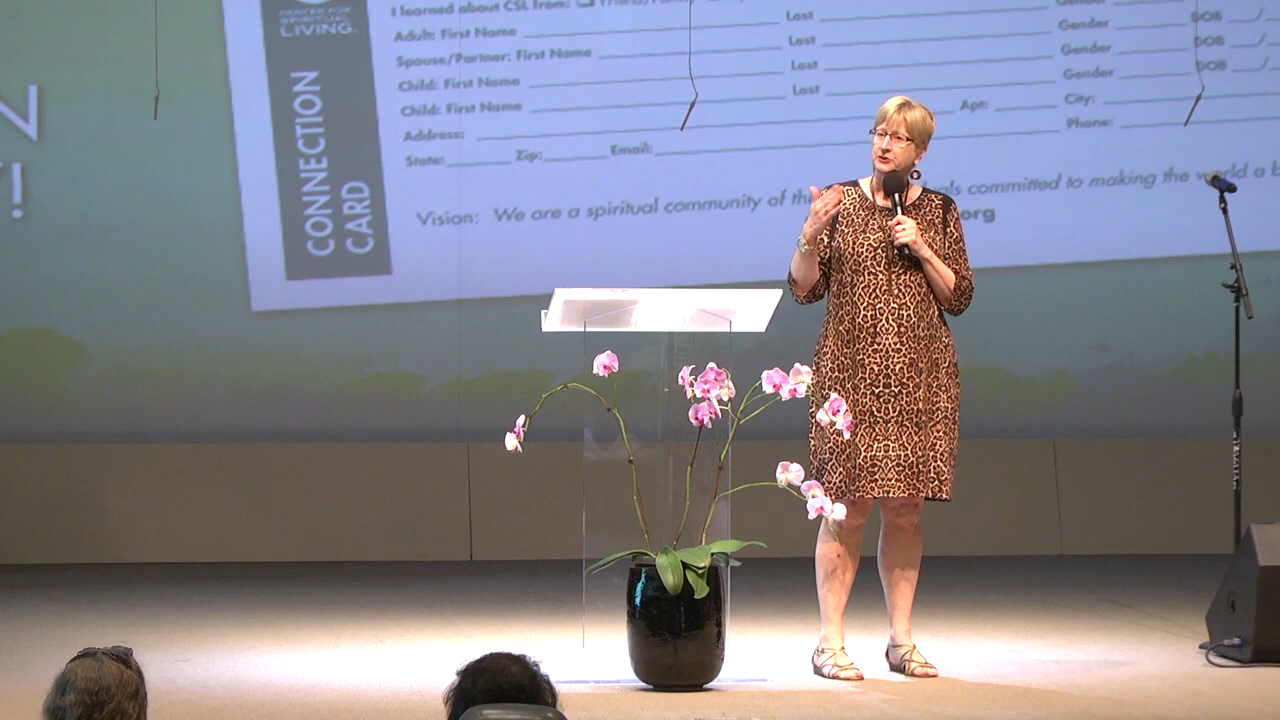 N
Y!
CENTER FOR
SPIRITUAL
LIVING
CONNECTION
CARD
I learned about CSL from:
Adult: First Name Last Gender DOB
Spouse/Partner: First Name Last Gender DOB
Child: First Name Last Gender DOB
Child: First Name Last Gender
Address: Apt: City:
State: Zip: Email: Phone:
Vision: We are a spiritual community of committed to making the world a b
.org